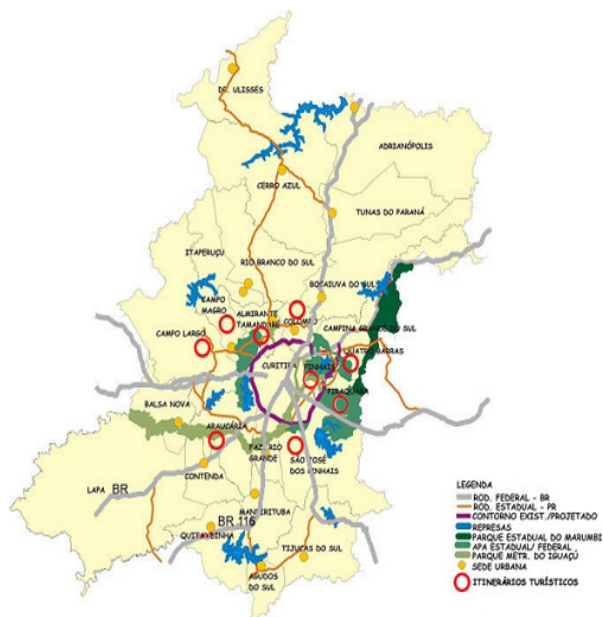 DR. ULISSES
ADRIANÓPOLIS
CERRO AZUL
TUNAS DO PARANÁ
ITAPERUÇU
RIO BRANCO DO SUL
BOCAIUVA DO SUL
CAMPO
MAGRO
ALMIRANTE
TAMANDARÉ
COLOMBO
CAMPINA GRANDE DO SUL
CAMPO LARGO
QUATRO BARRAS
CURITIBA
PINHAIS
PIRAQUARA
BALSA NOVA
ARAUCÁRIA
FAZ. RIO
GRANDE
SÃO JOSÉ
DOS PINHAIS
LAPA
BR
CONTENDA
MANDIRITUBA
BR 116
QUITANDINHA
TIJUCAS DO SUL
AGUDOS
DO SUL
LEGENDA
ROD. FEDERAL - BR
ROD. ESTADUAL - PR
CONTORNO EXIST./PROJETADO
REPRESAS
PARQUE ESTADUAL DO MARUMBI
APA ESTADUAL/ FEDERAL
PARQUE METR. DO IGUAÇÚ
SEDE URBANA
ITINERÁRIOS TURÍSTICOS